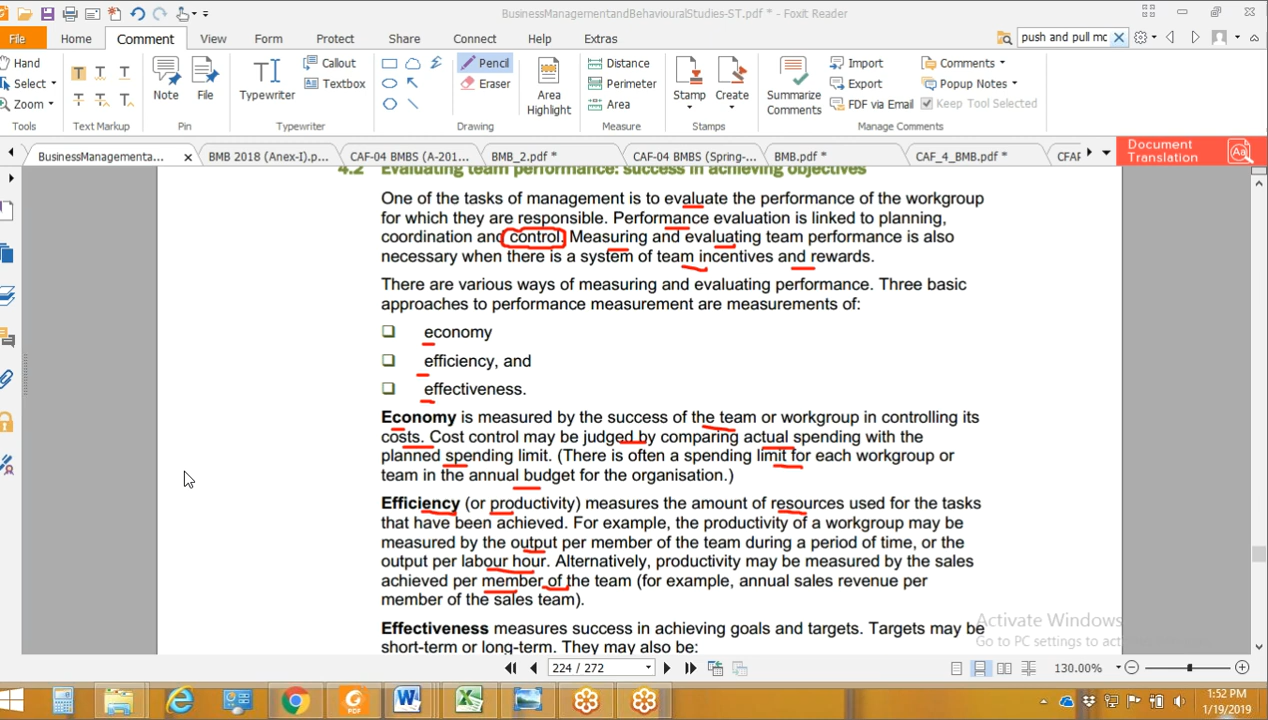 BusinessManagementandBehaviouralStudies-ST.pdf * - Foxit Reader
File Home Comment View Form Protect Share Connect Help Extras push and pull mc
Hand
Select
Zoom
Tools
Text Markup
Note
File
Pin
Typewriter
Callout
Textbox
Typewriter
Pencil
Eraser
Area
Highlight
Drawing
Distance
Perimeter
Area
Measure
Stamp
Create
Stamps
Summarize
Comments
Import
Export
FDF via Email
Comments
Popup Notes
Keep Tool Selected
Manage Comments
BusinessManagementa... BMB 2018 (Anex-I).p... CAF-04 BMBS (A-201... BMB_2.pdf * CAF-04 BMBS (Spring-... BMB.pdf * CAF_4_BMB.pdf * CFAF
Document
Translation
4.2 Evaluating team performance: success in achieving objectives
One of the tasks of management is to evaluate the performance of the workgroup
for which they are responsible. Performance evaluation is linked to planning,
coordination and control. Measuring and evaluating team performance is also
necessary when there is a system of team incentives and rewards.
There are various ways of measuring and evaluating performance. Three basic
approaches to performance measurement are measurements of:
economy
efficiency, and
effectiveness.
Economy is measured by the success of the team or workgroup in controlling its
costs. Cost control may be judged by comparing actual spending with the
planned spending limit. (There is often a spending limit for each workgroup or
team in the annual budget for the organisation.)
Efficiency (or productivity) measures the amount of resources used for the tasks
that have been achieved. For example, the productivity of a workgroup may be
measured by the output per member of the team during a period of time, or the
output per labour hour. Alternatively, productivity may be measured by the sales
achieved per member of the team (for example, annual sales revenue per
member of the sales team).
Effectiveness measures success in achieving goals and targets. Targets may be
short-term or long-term. They may also be:
Activate Windows
Go to PC settings to act
224 / 272
130.00%
1:52 PM
1/19/2019